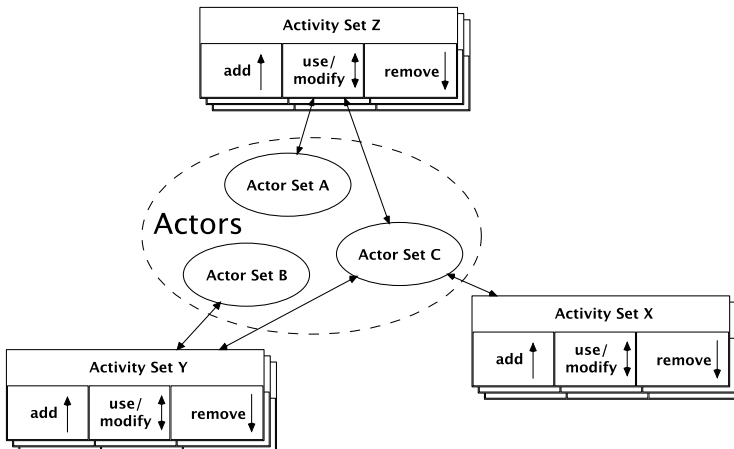 Activity Set Z
add
use/
modify
remove
Actor Set A
Actors
Actor Set C
Actor Set B
Activity Set X
add
use/
modify
remove
Activity Set Y
add
use/
modify
remove